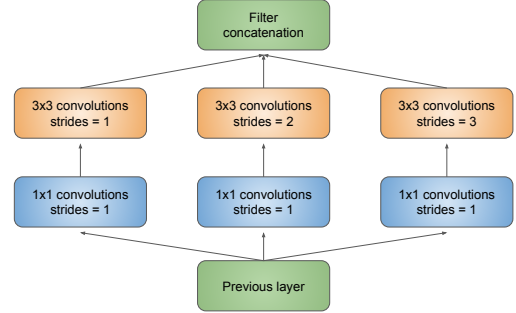 Filter
concatenation
3x3 convolutions
strides = 1
3x3 convolutions
strides = 2
3x3 convolutions
strides = 3
1x1 convolutions
strides = 1
1x1 convolutions
strides = 1
1x1 convolutions
strides = 1
Previous layer